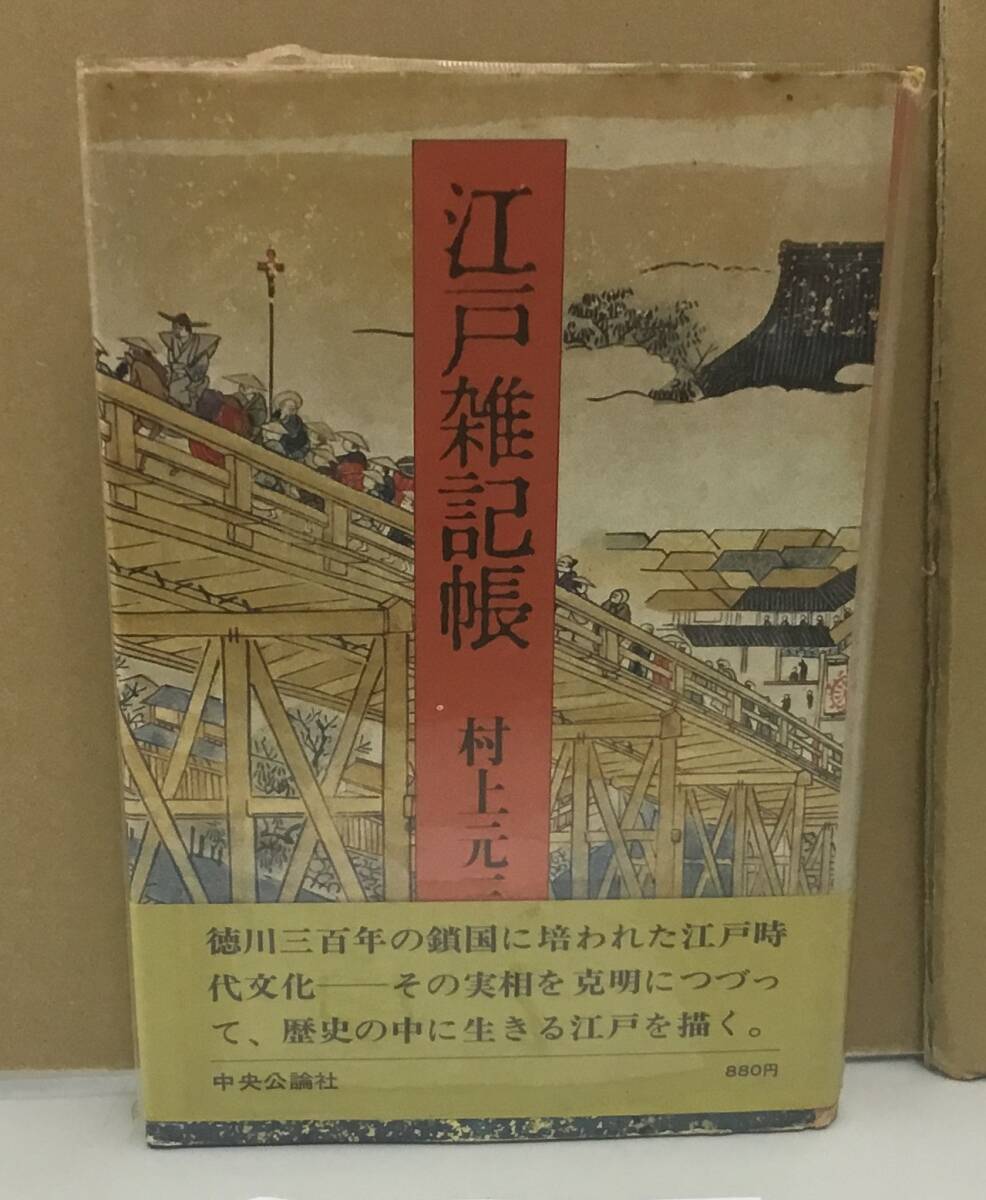 江戸雑記帳
村上元三
徳川三百年の鎖国に培われた江戸時
代文化――その実相を克明につづっ
て、歴史の中に生きる江戸を描く。
中央公論社
880円